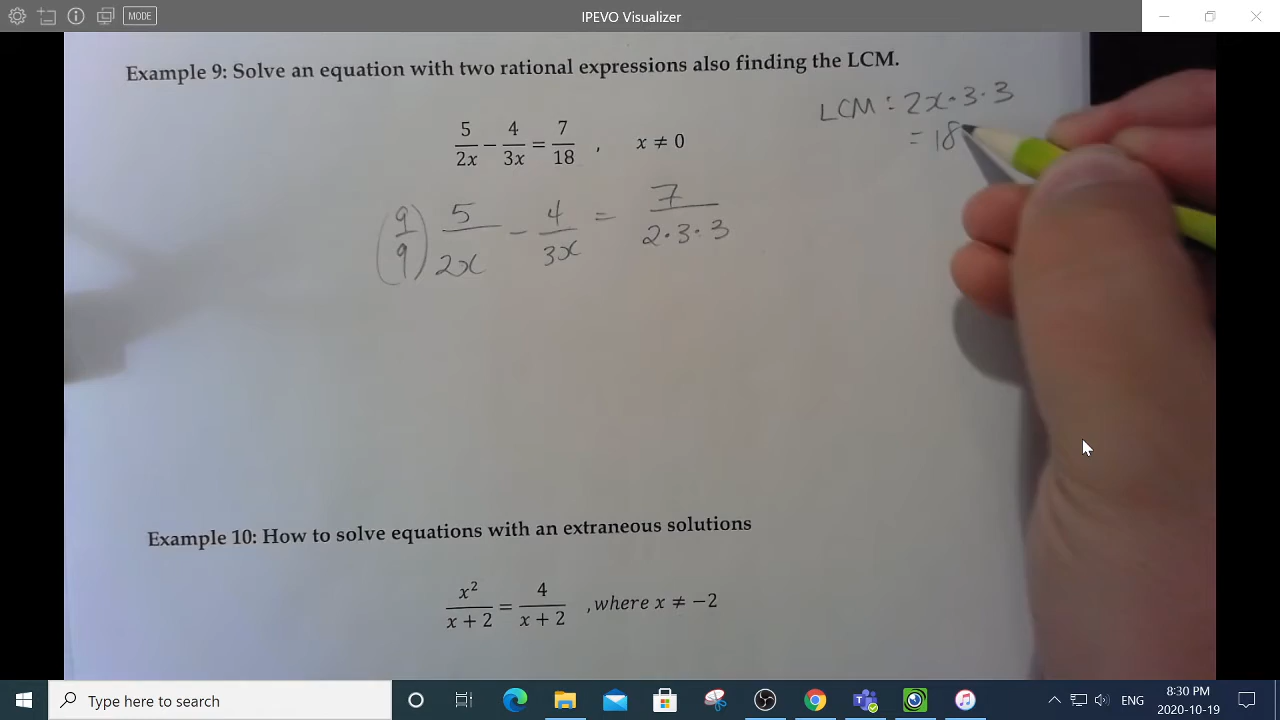 MODE
IPEVO Visualizer
Example 9: Solve an equation with two rational expressions also finding the LCM.
5/2x − 4/3x = 7/18 , x ≠ 0
LCM : 2x · 3 · 3
= 18
(9/9) 5/2x − 4/3x = 7/2·3·3
Example 10: How to solve equations with an extraneous solutions
x²/x + 2 = 4/x + 2 , where x ≠ −2
Type here to search
ENG
8:30 PM
2020-10-19